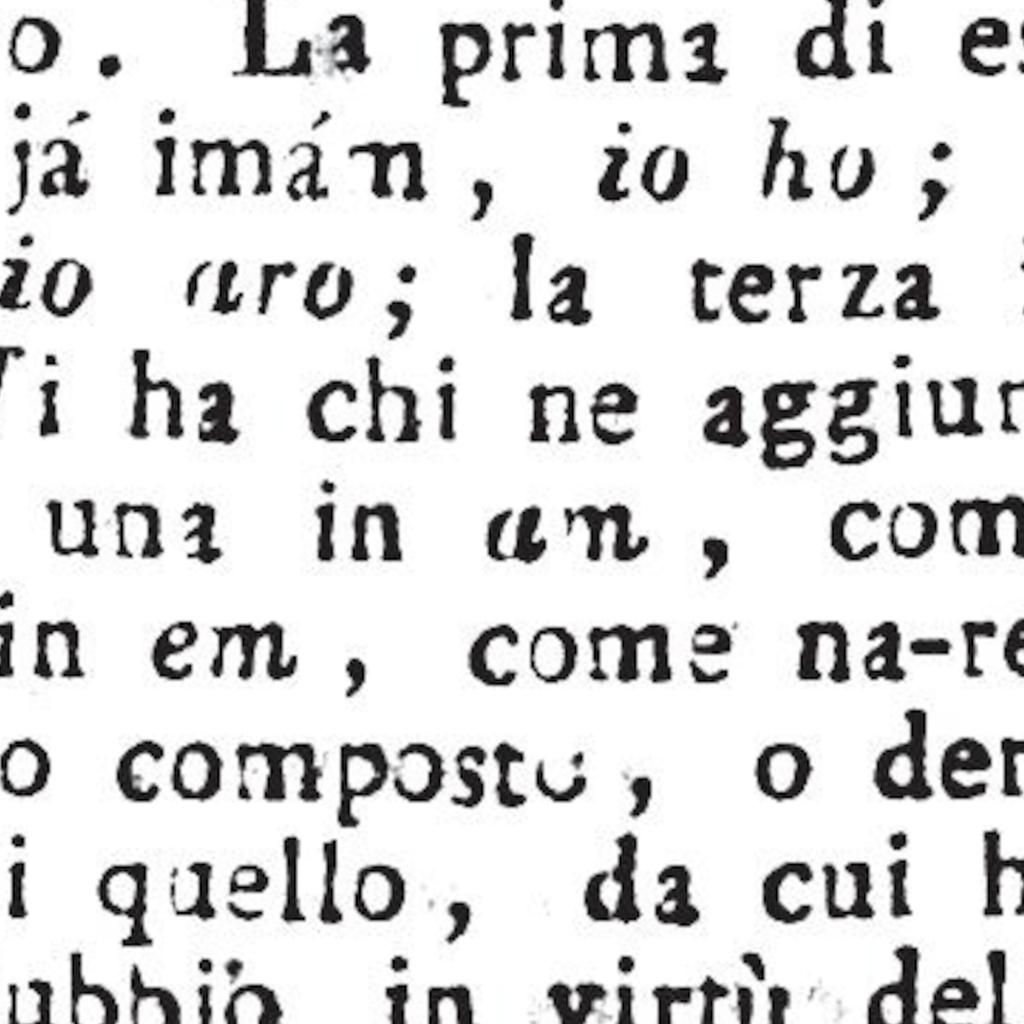 o. La prima di es
já imán, io ho;
io aro; la terza
Vi ha chi ne aggiun
una in am, com
in em, come na-re
o composto, o der
i quello, da cui h
ubbio in virtù del